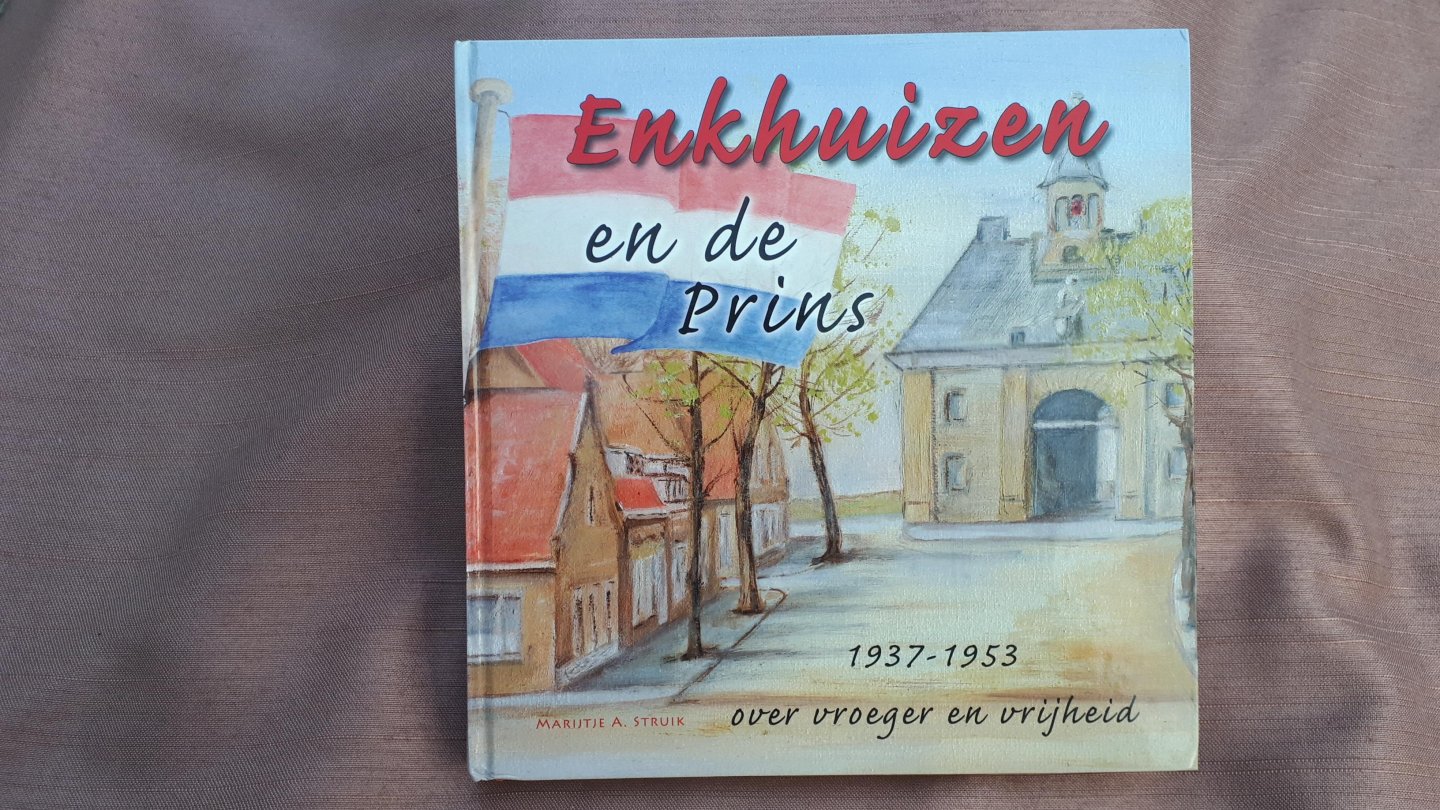 Enkhuizen
en de
Prins
1937-1953
over vroeger en vrijheid
MARIJTJE A. STRUIK